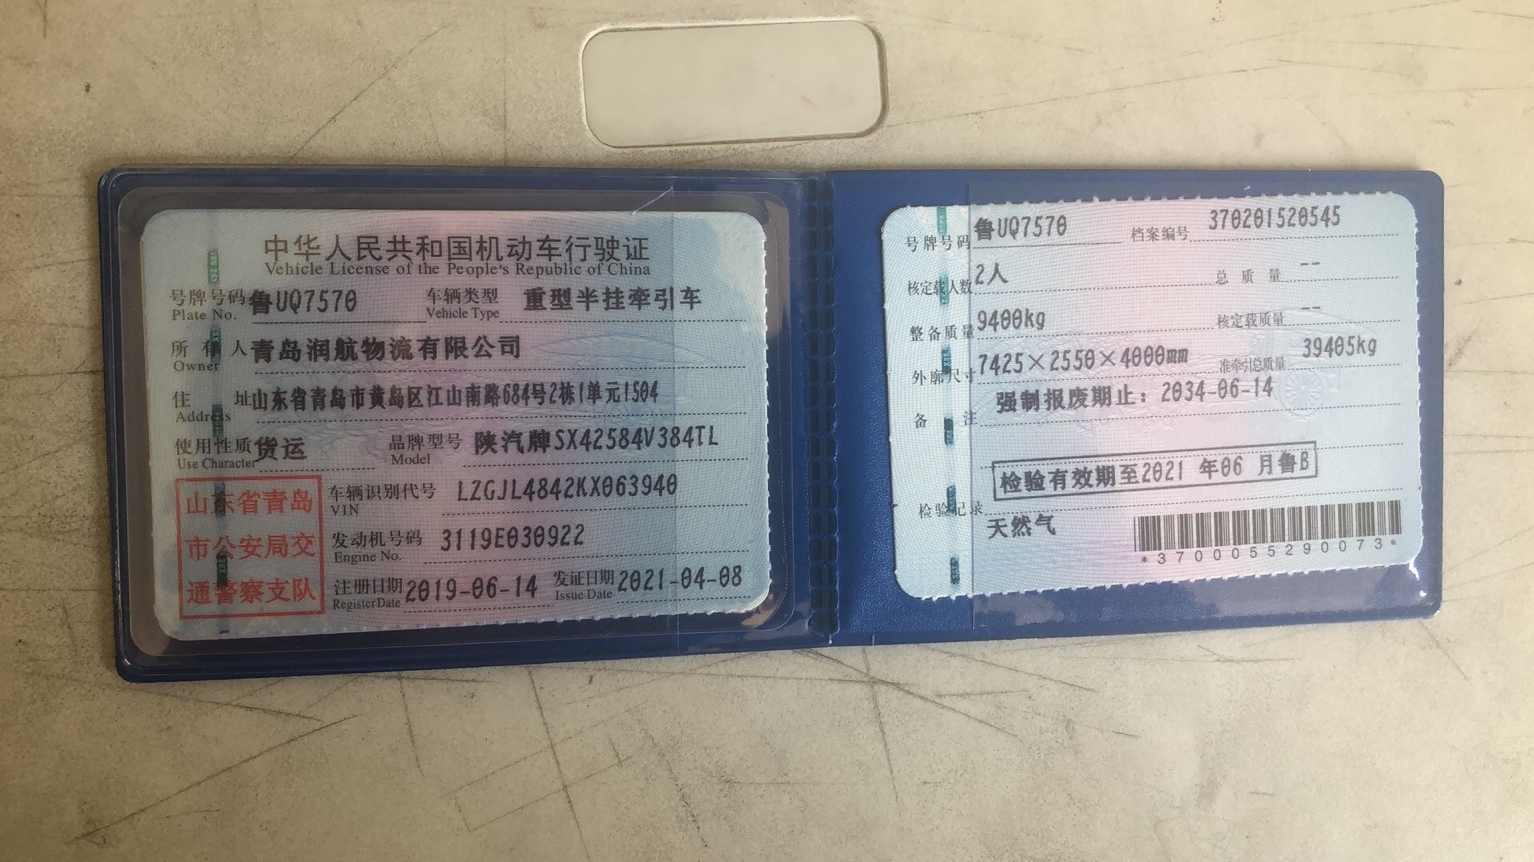 中华人民共和国机动车行驶证
Vehicle License of the People's Republic of China
号牌号码 鲁UQ7570 车辆类型 重型半挂牵引车
Plate No. Vehicle Type
所有人 青岛润航物流有限公司
Owner
住址 山东省青岛市黄岛区江山南路684号2栋1单元1504
Address
使用性质 货运 品牌型号 陕汽牌SX42584V384TL
Use Character Model
山东省青岛
市公安局交
通警察支队
车辆识别代号 LZGJL4842KX063940
VIN
发动机号码 3119E030922
Engine No.
注册日期 2019-06-14 发证日期 2021-04-08
Register Date Issue Date
号牌号码 鲁UQ7570 档案编号 370201520545
核定载人数 2人 总质量 --
整备质量 9400kg 核定载质量 --
外廓尺寸 7425×2550×4000mm 准牵引总质量 39405kg
备注 强制报废期止：2034-06-14
检验有效期至2021 年06 月鲁B
检验记录
天然气
*3700055290073*